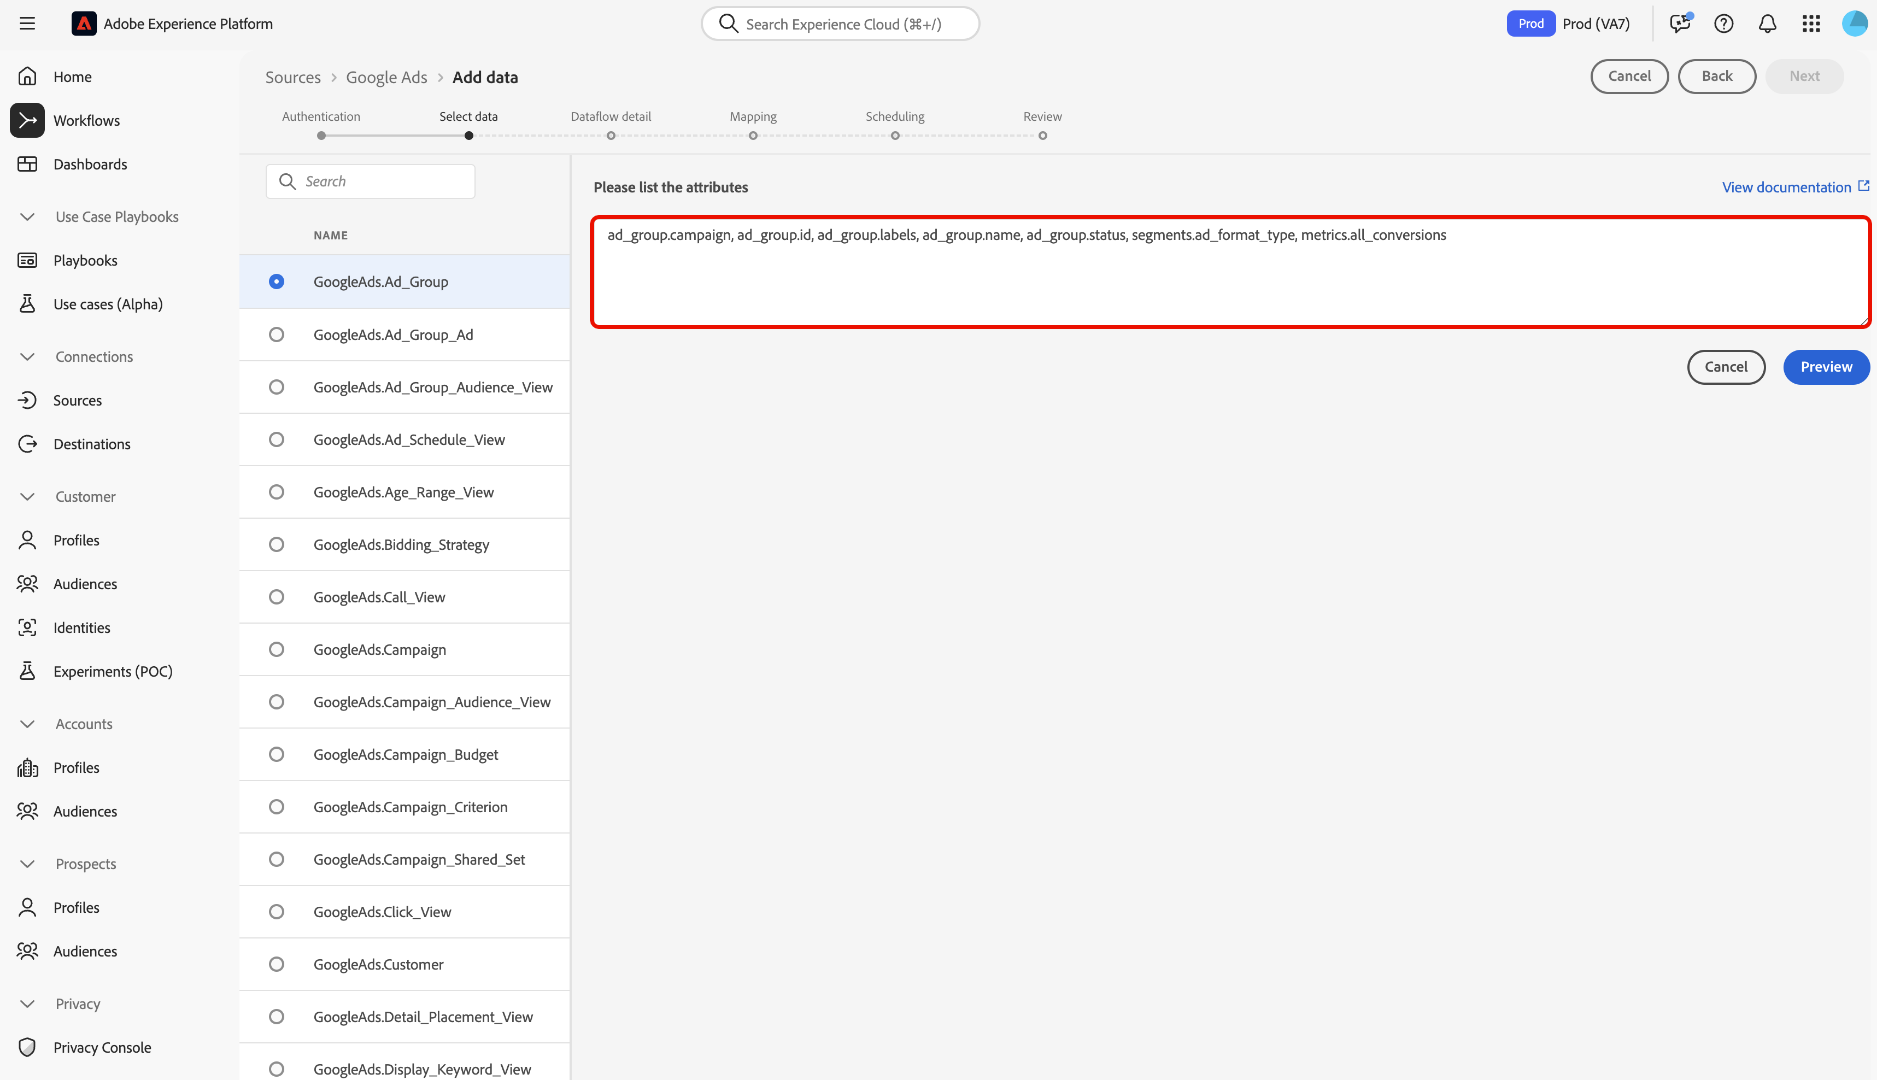 Adobe Experience Platform
Search Experience Cloud (⌘+/)
Prod
Prod (VA7)
Home
Workflows
Dashboards
Use Case Playbooks
Playbooks
Use cases (Alpha)
Connections
Sources
Destinations
Customer
Profiles
Audiences
Identities
Experiments (POC)
Accounts
Profiles
Audiences
Prospects
Profiles
Audiences
Privacy
Privacy Console
Sources > Google Ads > Add data
Cancel
Back
Next
Authentication
Select data
Dataflow detail
Mapping
Scheduling
Review
Search
NAME
GoogleAds.Ad_Group
GoogleAds.Ad_Group_Ad
GoogleAds.Ad_Group_Audience_View
GoogleAds.Ad_Schedule_View
GoogleAds.Age_Range_View
GoogleAds.Bidding_Strategy
GoogleAds.Call_View
GoogleAds.Campaign
GoogleAds.Campaign_Audience_View
GoogleAds.Campaign_Budget
GoogleAds.Campaign_Criterion
GoogleAds.Campaign_Shared_Set
GoogleAds.Click_View
GoogleAds.Customer
GoogleAds.Detail_Placement_View
GoogleAds.Display_Keyword_View
Please list the attributes
View documentation
ad_group.campaign, ad_group.id, ad_group.labels, ad_group.name, ad_group.status, segments.ad_format_type, metrics.all_conversions
Cancel
Preview